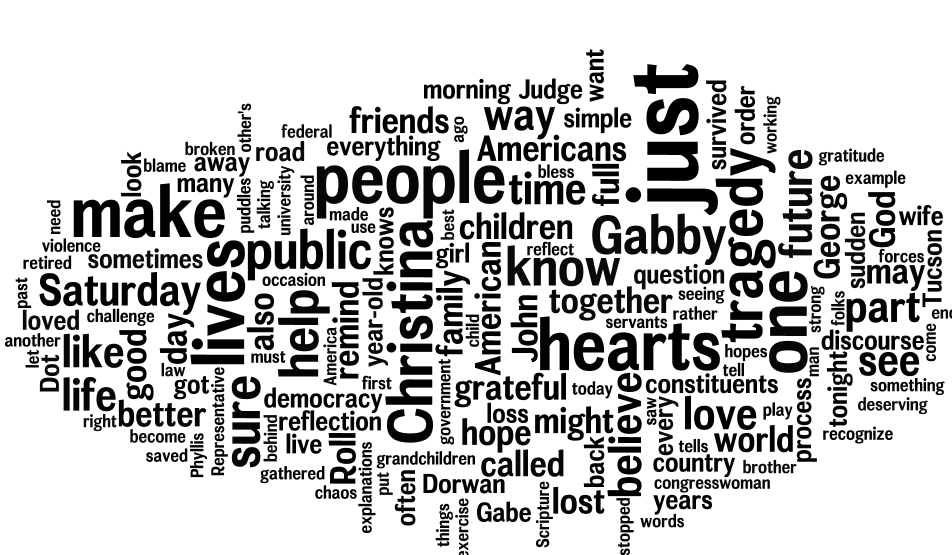 want
morning Judge
just
survived
order
working
friends
way
simple
ago
other's
federal
broken
look
blame
away
road
everything
Americans
tragedy
future
gratitude
many
people
bless
time
full
example
need
make
puddles
talking
university
around
made
use
knows
best
children
Gabby
George
God
wife
violence
retired
sometimes
lives
public
girl
reflect
know
question
sudden
forces
may
Tucson
occasion
Saturday
past
also
help
remind
year-old
Christina
family
American
together
seeing
strong
folks
part
end
loved
challenge
another
let
like
good
day
must
America
child
John
hearts
servants
rather
one
discourse
come
see
hopes
tell
man
Dot
law
got
first
grateful
today
believe
constituents
tonight
something
life
right
better
Representative
sure
democracy
government
loss
might
saw
every
love
play
process
deserving
become
saved
Phyllis
behind
reflection
live
Roll
hope
back
tells
world
recognize
gathered
explanations
put
grandchildren
called
country
brother
chaos
often
Dorwan
congresswoman
things
exercise
Gabe
Scripture
lost
stopped
years
words